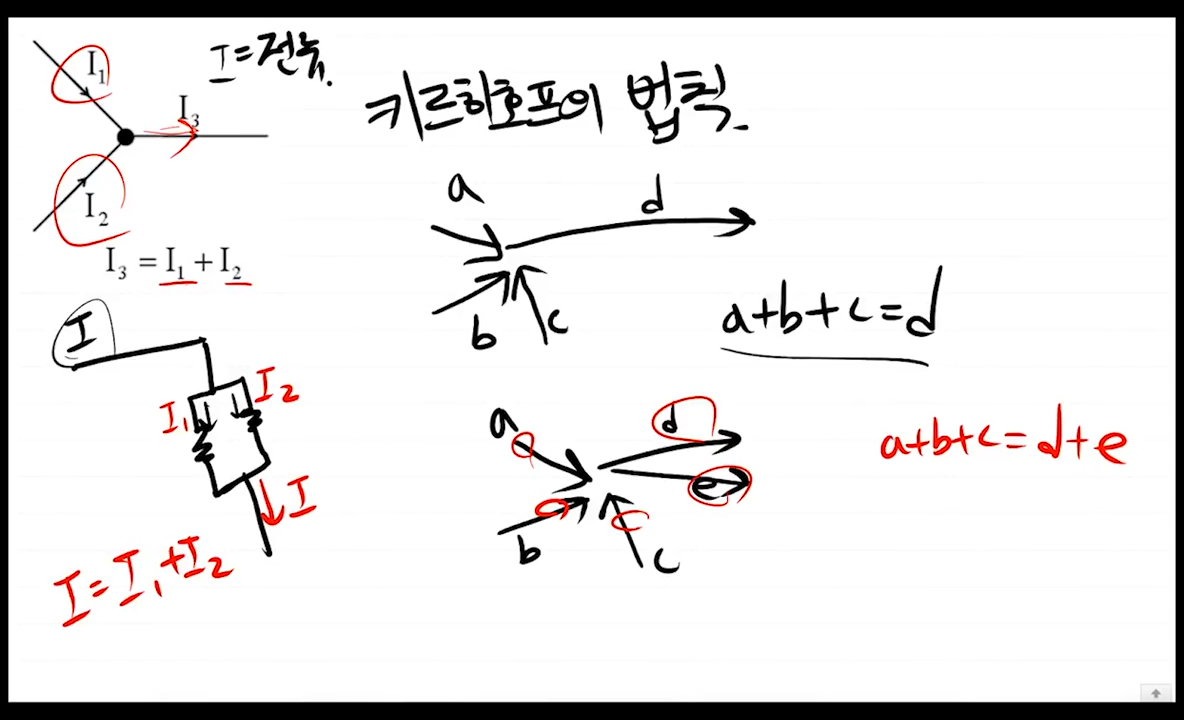 I₁
I=전류.
I₃
I₂
I₃ = I₁ + I₂
키르히호프의 법칙.
a
d
b
c
a+b+c=d
I
I₁
I₂
I
I=I₁+I₂
a
d
e
b
c
a+b+c=d+e